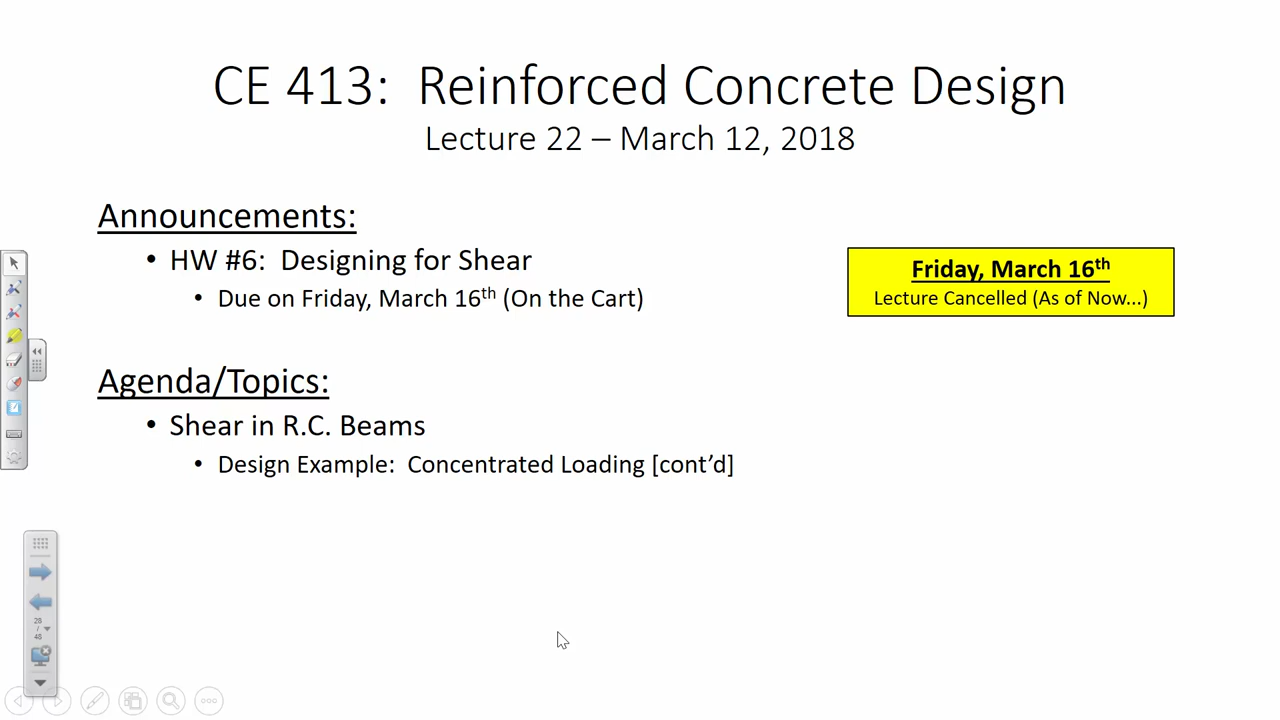 CE 413: Reinforced Concrete Design
Lecture 22 – March 12, 2018
Announcements:
• HW #6: Designing for Shear
• Due on Friday, March 16th (On the Cart)
Friday, March 16th
Lecture Cancelled (As of Now...)
Agenda/Topics:
• Shear in R.C. Beams
• Design Example: Concentrated Loading [cont’d]
28
/
48